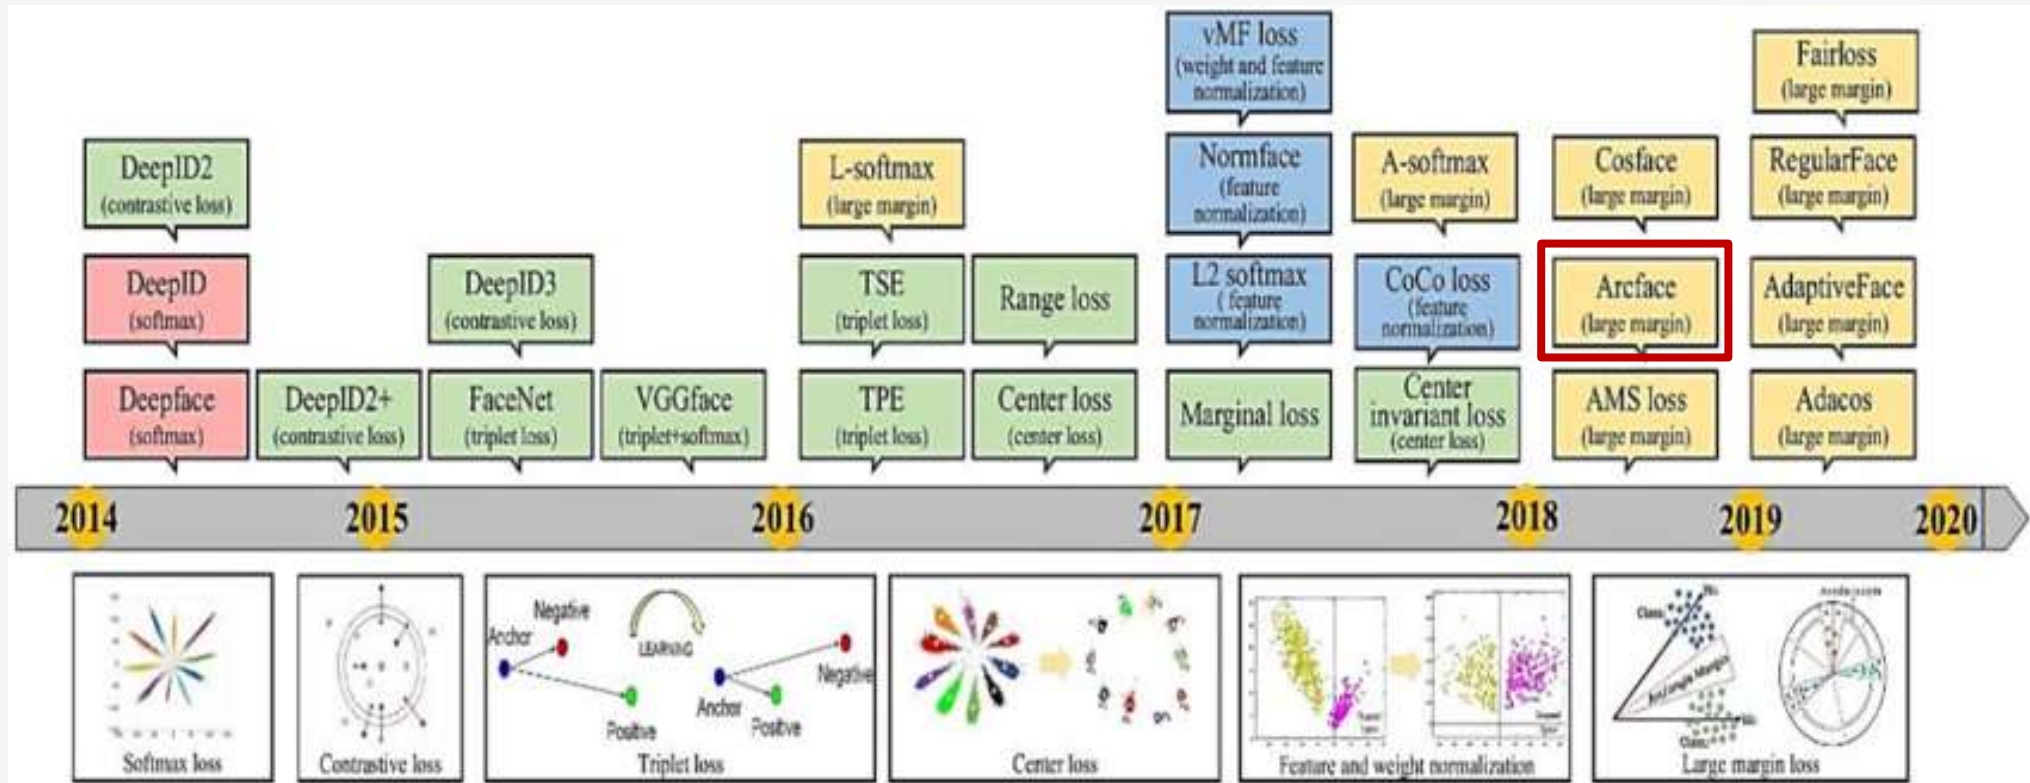 vMF loss
(weight and feature
normalization)
Fairloss
(large margin)
DeepID2
(contrastive loss)
L-softmax
(large margin)
Normface
(feature
normalization)
A-softmax
(large margin)
Cosface
(large margin)
RegularFace
(large margin)
DeepID
(softmax)
DeepID3
(contrastive loss)
TSE
(triplet loss)
Range loss
L2 softmax
( feature
normalization)
CoCo loss
(feature
normalization)
Arcface
(large margin)
AdaptiveFace
(large margin)
Deepface
(softmax)
DeepID2+
(contrastive loss)
FaceNet
(triplet loss)
VGGface
(triplet+softmax)
TPE
(triplet loss)
Center loss
(center loss)
Marginal loss
Center
invariant loss
(center loss)
AMS loss
(large margin)
Adacos
(large margin)
2014
2015
2016
2017
2018
2019
2020
Softmax loss
Contrastive loss
Anchor
Negative
Positive
LEARNING
Anchor
Negative
Positive
Triplet loss
Center loss
Feature and weight normalization
Class
Margin
Class
Large margin loss